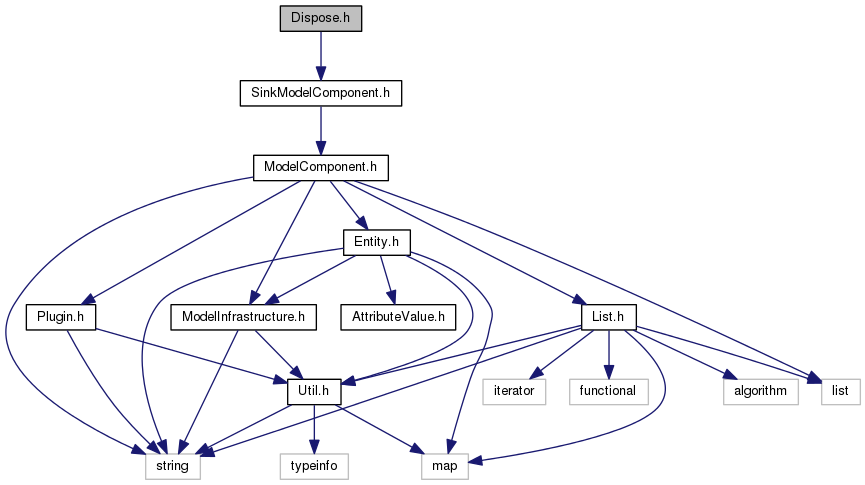 Dispose.h
SinkModelComponent.h
ModelComponent.h
Entity.h
Plugin.h
ModelInfrastructure.h
AttributeValue.h
List.h
Util.h
iterator
functional
algorithm
list
string
typeinfo
map